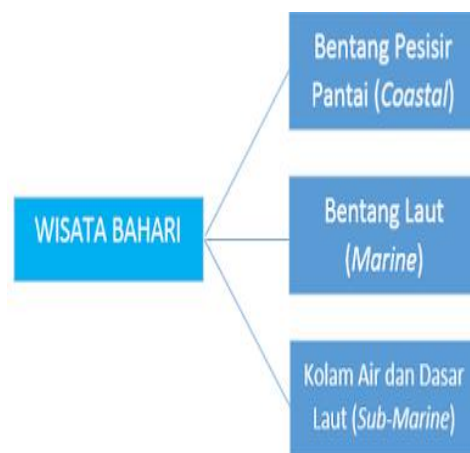 WISATA BAHARI
Bentang Pesisir
Pantai (Coastal)
Bentang Laut
(Marine)
Kolam Air dan Dasar
Laut (Sub-Marine)